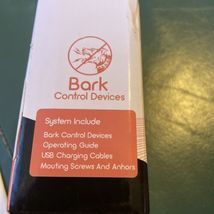 Bark
Control Devices
System Include
Bark Control Devices
Operating Guide
USB Charging Cables
Mouting Screws And Anhors